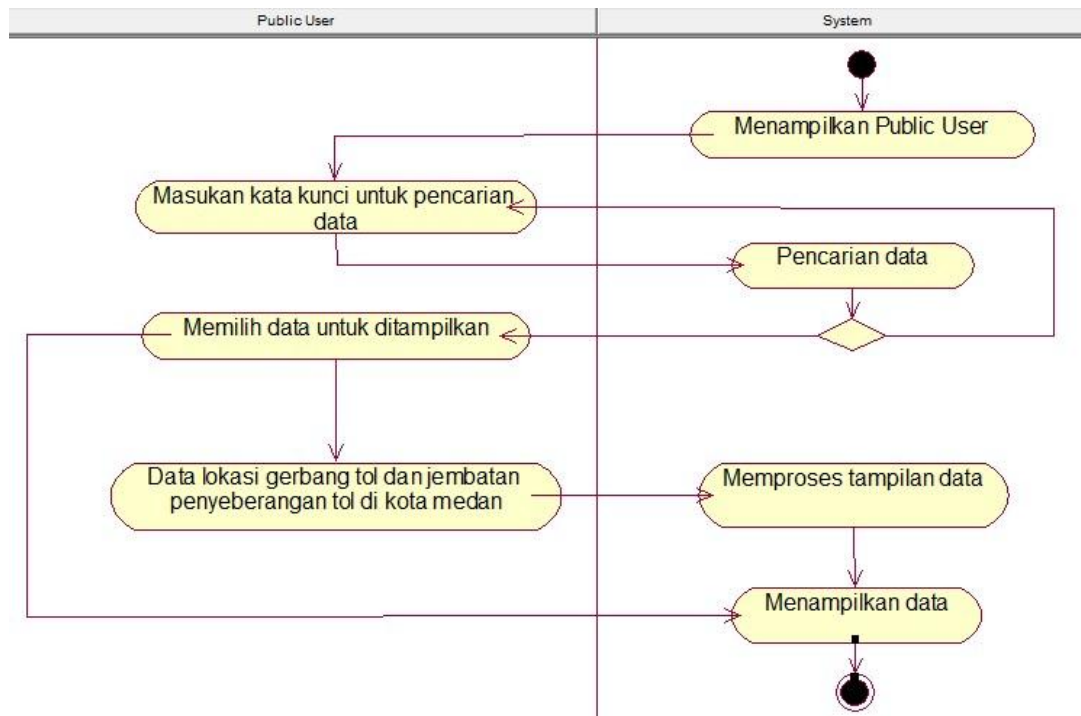 Public User
System
Menampilkan Public User
Masukan kata kunci untuk pencarian
data
Pencarian data
Memilih data untuk ditampilkan
Data lokasi gerbang tol dan jembatan
penyeberangan tol di kota medan
Memproses tampilan data
Menampilkan data